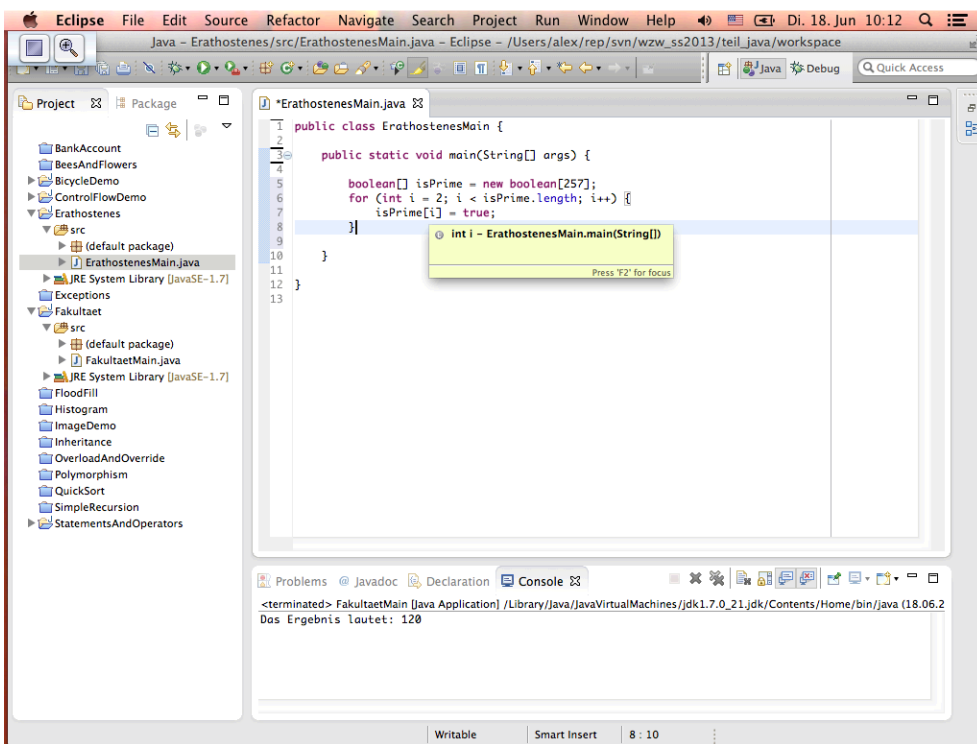 Eclipse File Edit Source Refactor Navigate Search Project Run Window Help Di. 18. Jun 10:12
Java – Erathostenes/src/ErathostenesMain.java – Eclipse – /Users/alex/rep/svn/wzw_ss2013/teil_java/workspace
Java Debug Quick Access
Project Package
BankAccount
BeesAndFlowers
BicycleDemo
ControlFlowDemo
Erathostenes
src
(default package)
ErathostenesMain.java
JRE System Library [JavaSE-1.7]
Exceptions
Fakultaet
src
(default package)
FakultaetMain.java
JRE System Library [JavaSE-1.7]
FloodFill
Histogram
ImageDemo
Inheritance
OverloadAndOverride
Polymorphism
QuickSort
SimpleRecursion
StatementsAndOperators
*ErathostenesMain.java
1 public class ErathostenesMain {
2
3 public static void main(String[] args) {
4
5 boolean[] isPrime = new boolean[257];
6 for (int i = 2; i < isPrime.length; i++) {
7 isPrime[i] = true;
8 }
9
10 }
11
12 }
13
int i – ErathostenesMain.main(String[])
Press 'F2' for focus
Problems @ Javadoc Declaration Console
<terminated> FakultaetMain [Java Application] /Library/Java/JavaVirtualMachines/jdk1.7.0_21.jdk/Contents/Home/bin/java (18.06.2
Das Ergebnis lautet: 120
Writable Smart Insert 8 : 10